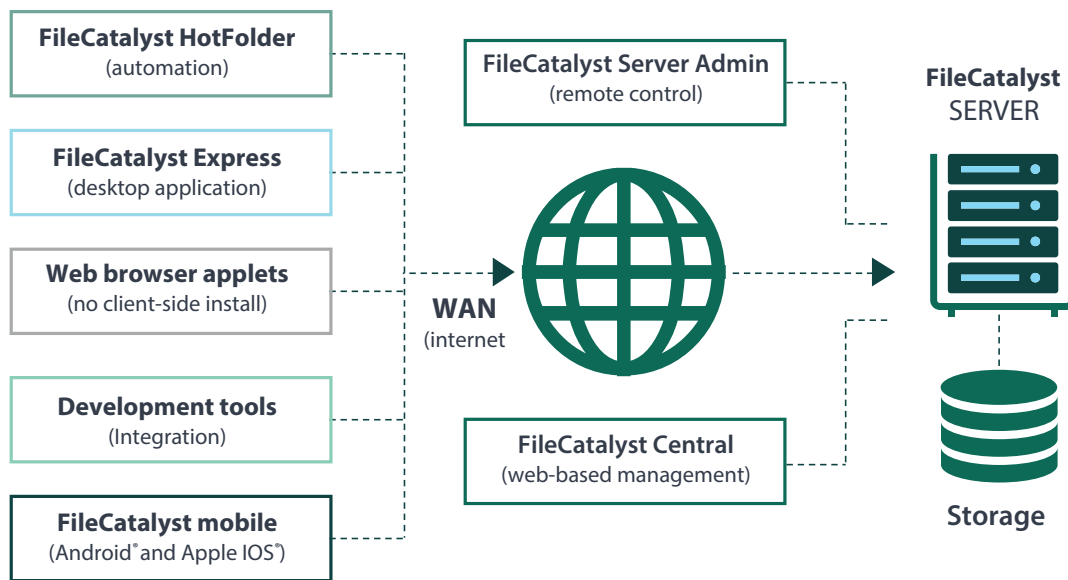 FileCatalyst HotFolder
(automation)
FileCatalyst Express
(desktop application)
Web browser applets
(no client-side install)
Development tools
(Integration)
FileCatalyst mobile
(Android® and Apple IOS®)
WAN
(internet
FileCatalyst Server Admin
(remote control)
FileCatalyst Central
(web-based management)
FileCatalyst
SERVER
Storage